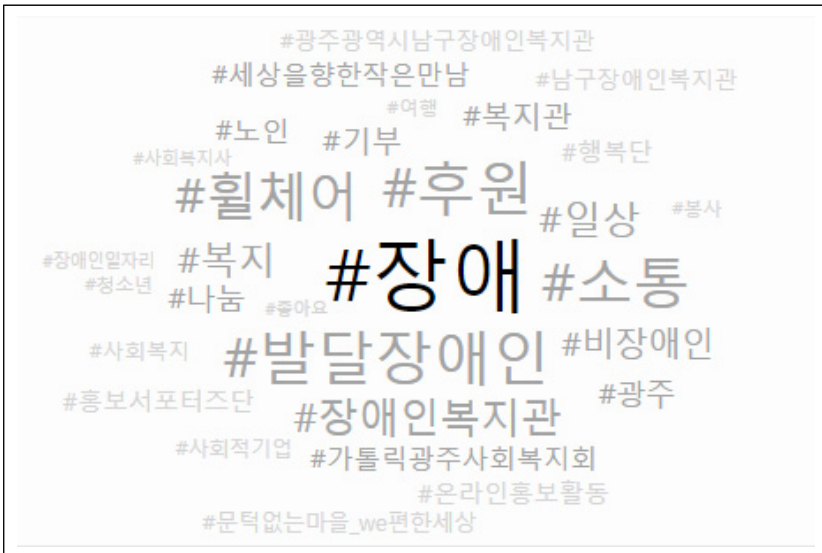 #광주광역시남구장애인복지관
#세상을향한작은만남 #남구장애인복지관
#여행 #복지관
#노인 #기부
#사회복지사 #행복단
#휠체어 #후원
#일상 #봉사
#장애인일자리 #복지 #장애 #소통
#청소년 #나눔 #좋아요
#사회복지 #발달장애인 #비장애인
#홍보서포터즈단 #장애인복지관 #광주
#사회적기업 #가톨릭광주사회복지회
#온라인홍보활동
#문턱없는마을_we편한세상